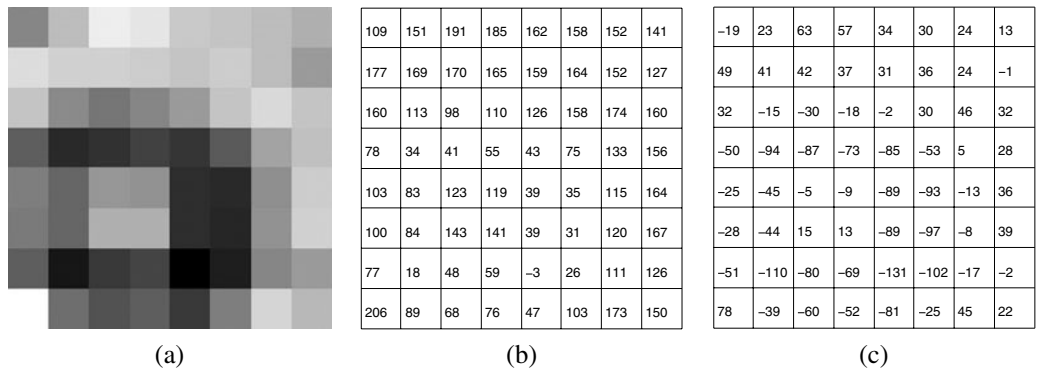 109 151 191 185 162 158 152 141
177 169 170 165 159 164 152 127
160 113 98 110 126 158 174 160
78 34 41 55 43 75 133 156
103 83 123 119 39 35 115 164
100 84 143 141 39 31 120 167
77 18 48 59 −3 26 111 126
206 89 68 76 47 103 173 150
−19 23 63 57 34 30 24 13
49 41 42 37 31 36 24 −1
32 −15 −30 −18 −2 30 46 32
−50 −94 −87 −73 −85 −53 5 28
−25 −45 −5 −9 −89 −93 −13 36
−28 −44 15 13 −89 −97 −8 39
−51 −110 −80 −69 −131 −102 −17 −2
78 −39 −60 −52 −81 −25 45 22
(a) (b) (c)